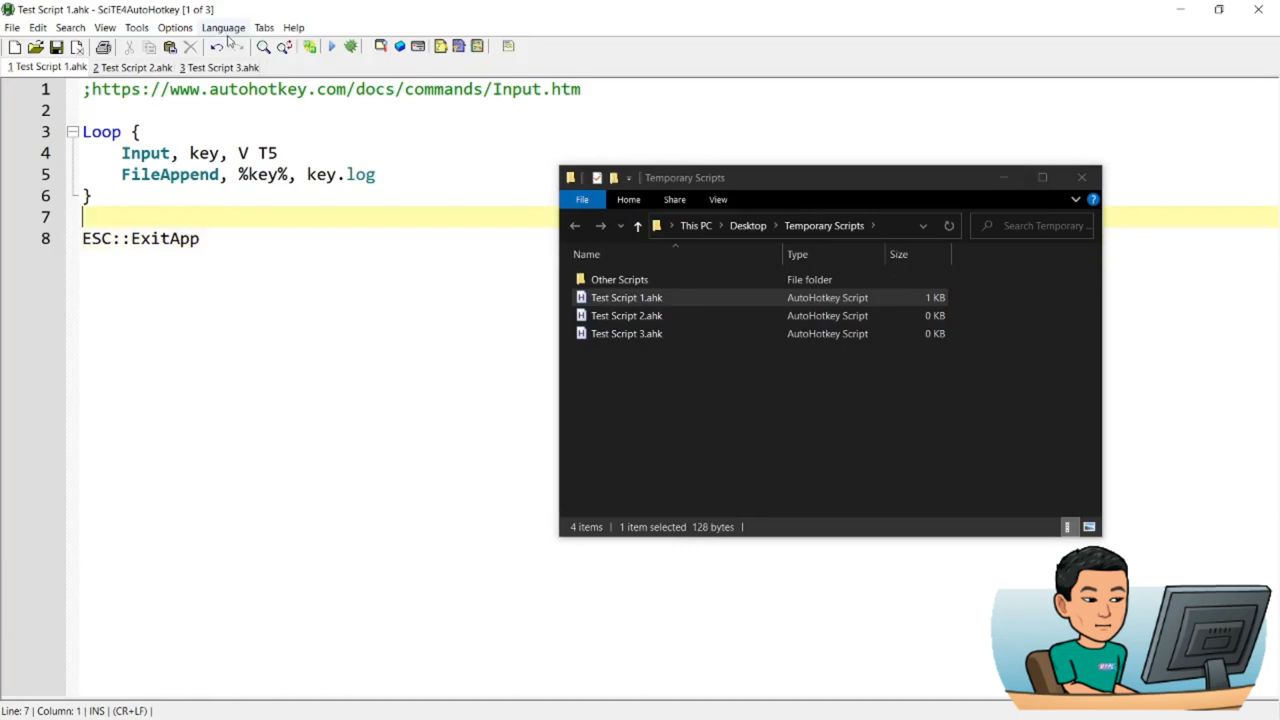 Test Script 1.ahk - SciTE4AutoHotkey [1 of 3]
File Edit Search View Tools Options Language Tabs Help
1 Test Script 1.ahk 2 Test Script 2.ahk 3 Test Script 3.ahk
1 ;https://www.autohotkey.com/docs/commands/Input.htm
2
3 Loop {
4 Input, key, V T5
5 FileAppend, %key%, key.log
6 }
7
8 ESC::ExitApp
Temporary Scripts
File Home Share View
This PC Desktop Temporary Scripts Search Temporary ...
Name Type Size
Other Scripts File folder
Test Script 1.ahk AutoHotkey Script 1 KB
Test Script 2.ahk AutoHotkey Script 0 KB
Test Script 3.ahk AutoHotkey Script 0 KB
4 items 1 item selected 128 bytes
Line: 7 | Column: 1 | INS | (CR+LF) |